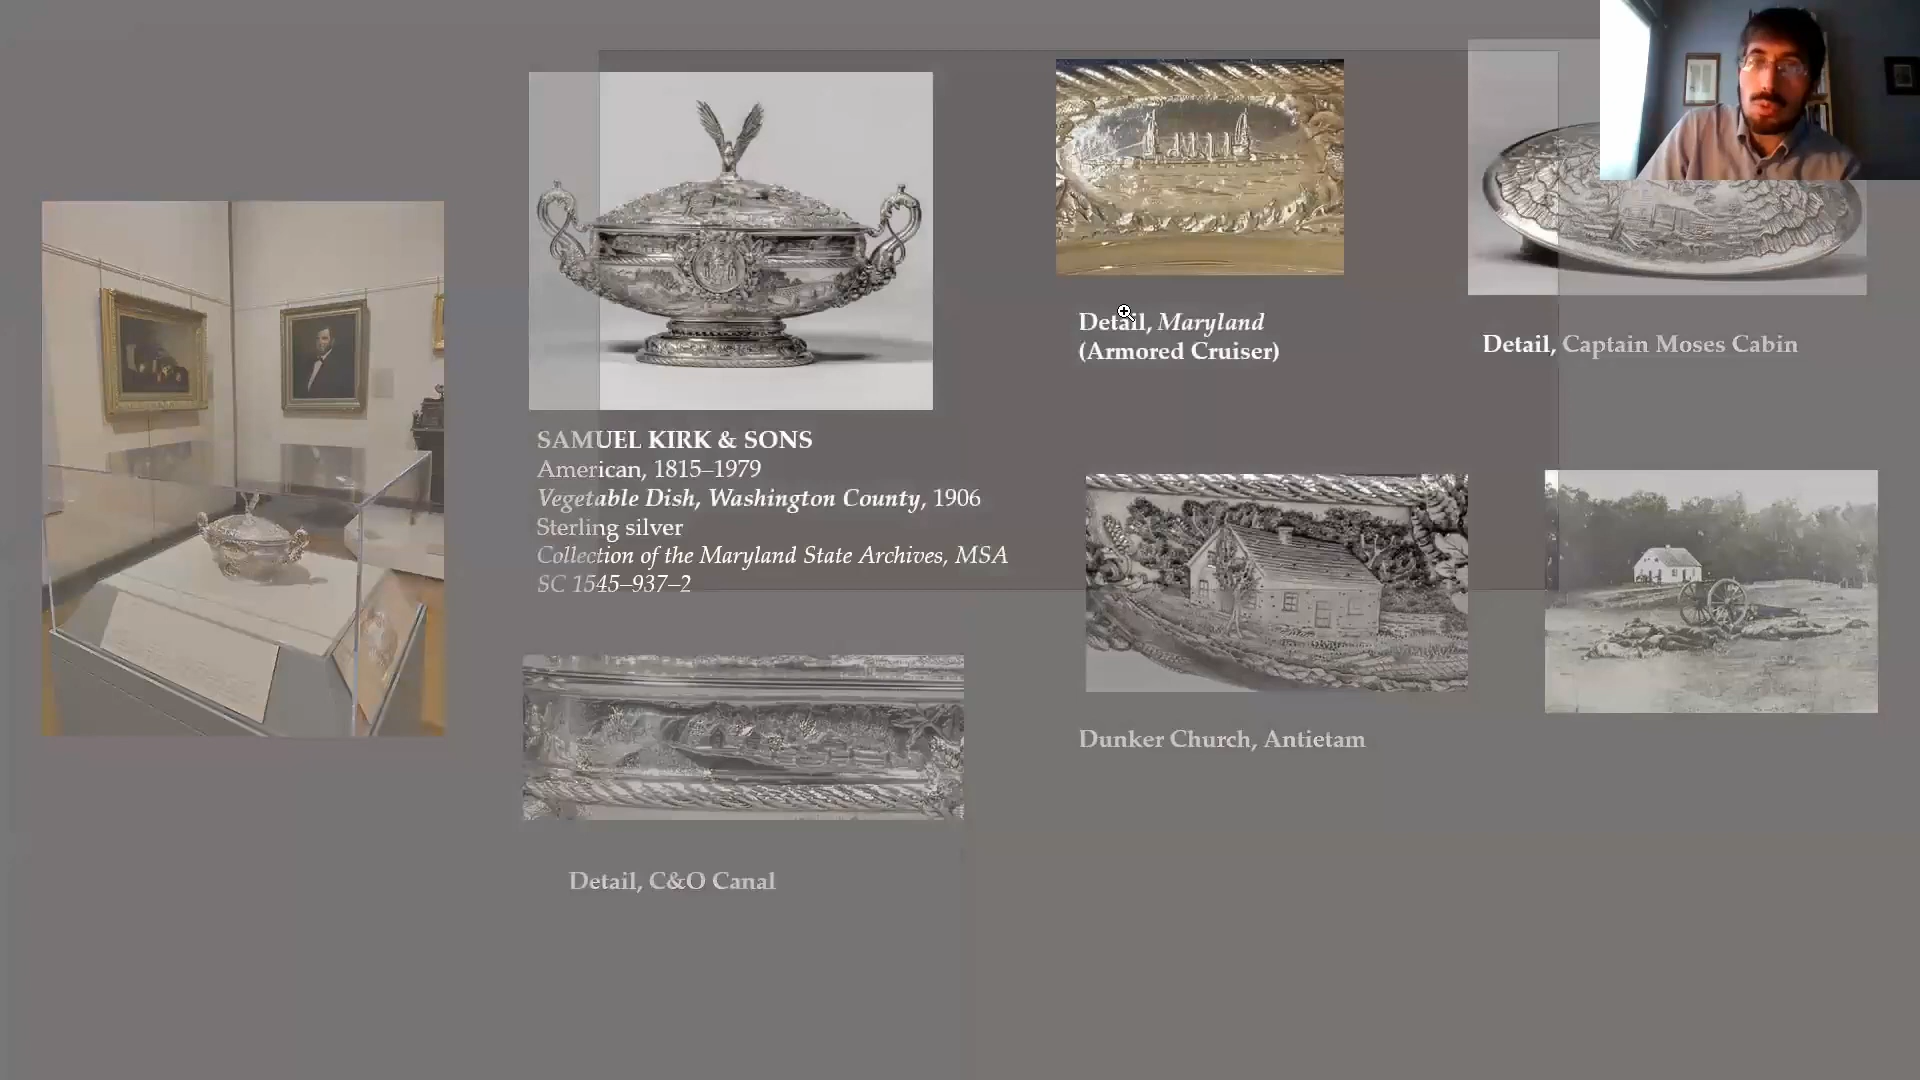 SAMUEL KIRK & SONS
American, 1815–1979
Vegetable Dish, Washington County, 1906
Sterling silver
Collection of the Maryland State Archives, MSA
SC 1545–937–2
Detail, C&O Canal
Detail, Maryland
(Armored Cruiser)
Dunker Church, Antietam
Detail, Captain Moses Cabin